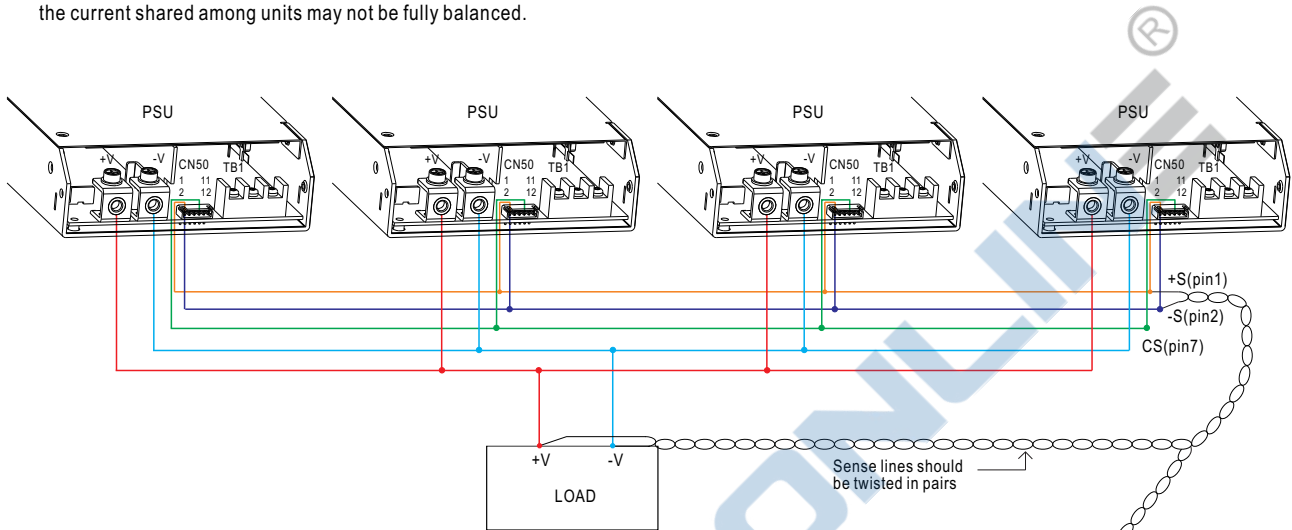 the current shared among units may not be fully balanced.
PSU
PSU
PSU
PSU
+V -V CN50 TB1
1 11
2 12
+V -V CN50 TB1
1 11
2 12
+V -V CN50 TB1
1 11
2 12
+V -V CN50 TB1
1 11
2 12
+S(pin1)
-S(pin2)
CS(pin7)
+V -V
LOAD
Sense lines should
be twisted in pairs
ONLINE®